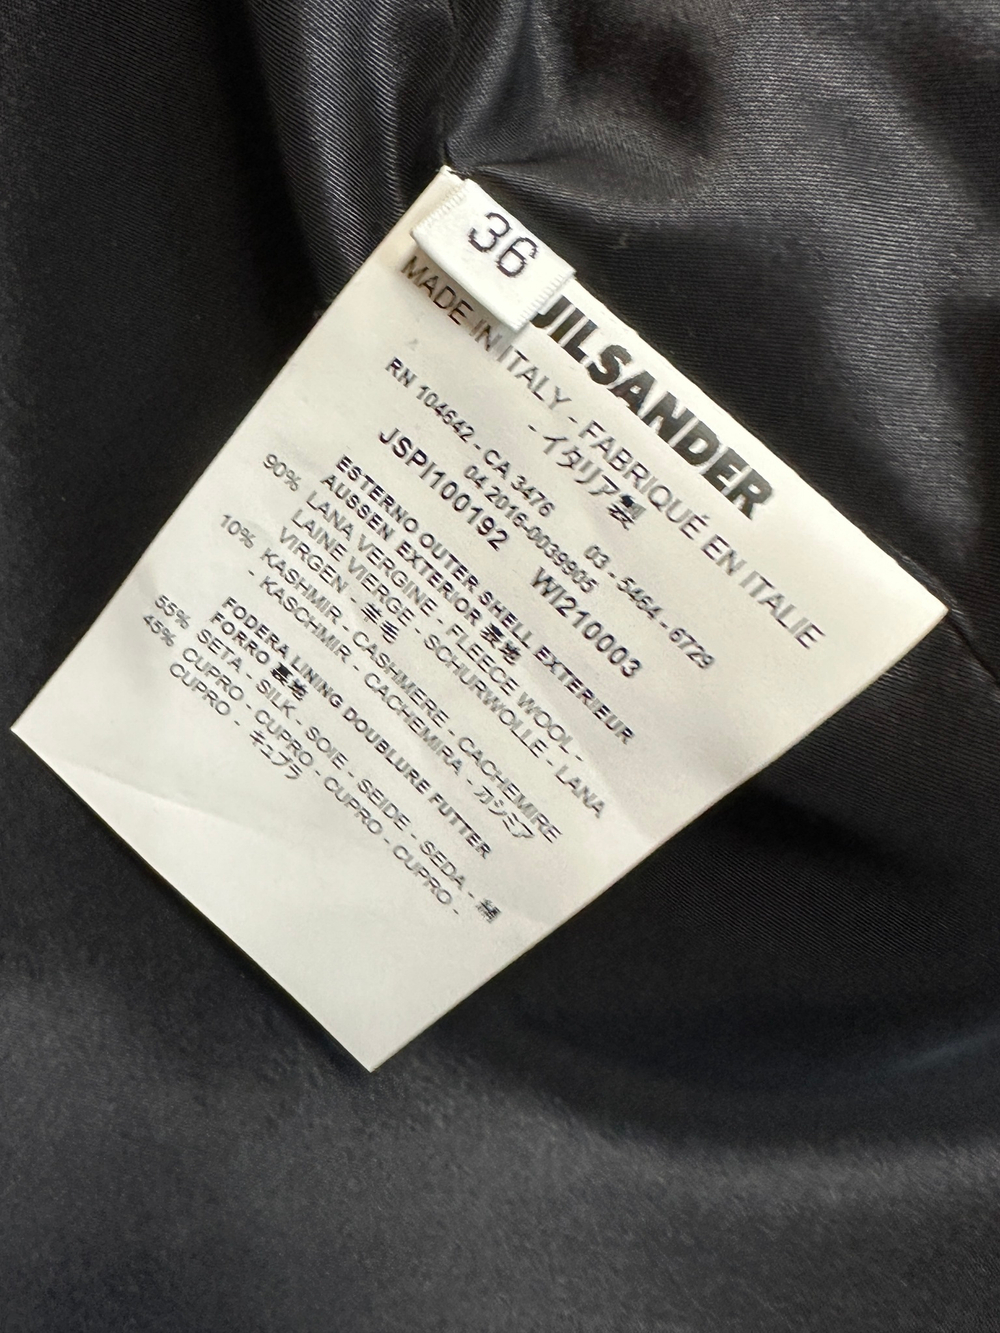 36
JILSANDER
MADE IN ITALY - FABRIQUÉ EN ITALIE
- イタリア製
RN 104642 - CA 3476 03 - 5464 - 6729
04 2016-0039905
JSPI100192 WI210003
ESTERNO OUTER SHELL EXTERIEUR
AUSSEN EXTERIOR 表地
90% LANA VERGINE - FLEECE WOOL -
LAINE VIERGE - SCHURWOLLE - LANA
VIRGEN - 羊毛
10% KASHMIR - CASHMERE - CACHEMIRE
- KASCHMIR - CACHEMIRA - カシミア
FODERA LINING DOUBLURE FUTTER
FORRO 裏地
55% SETA - SILK - SOIE - SEIDE - SEDA - 絹
45% CUPRO - CUPRO - CUPRO - CUPRO -
CUPRO - キュプラ